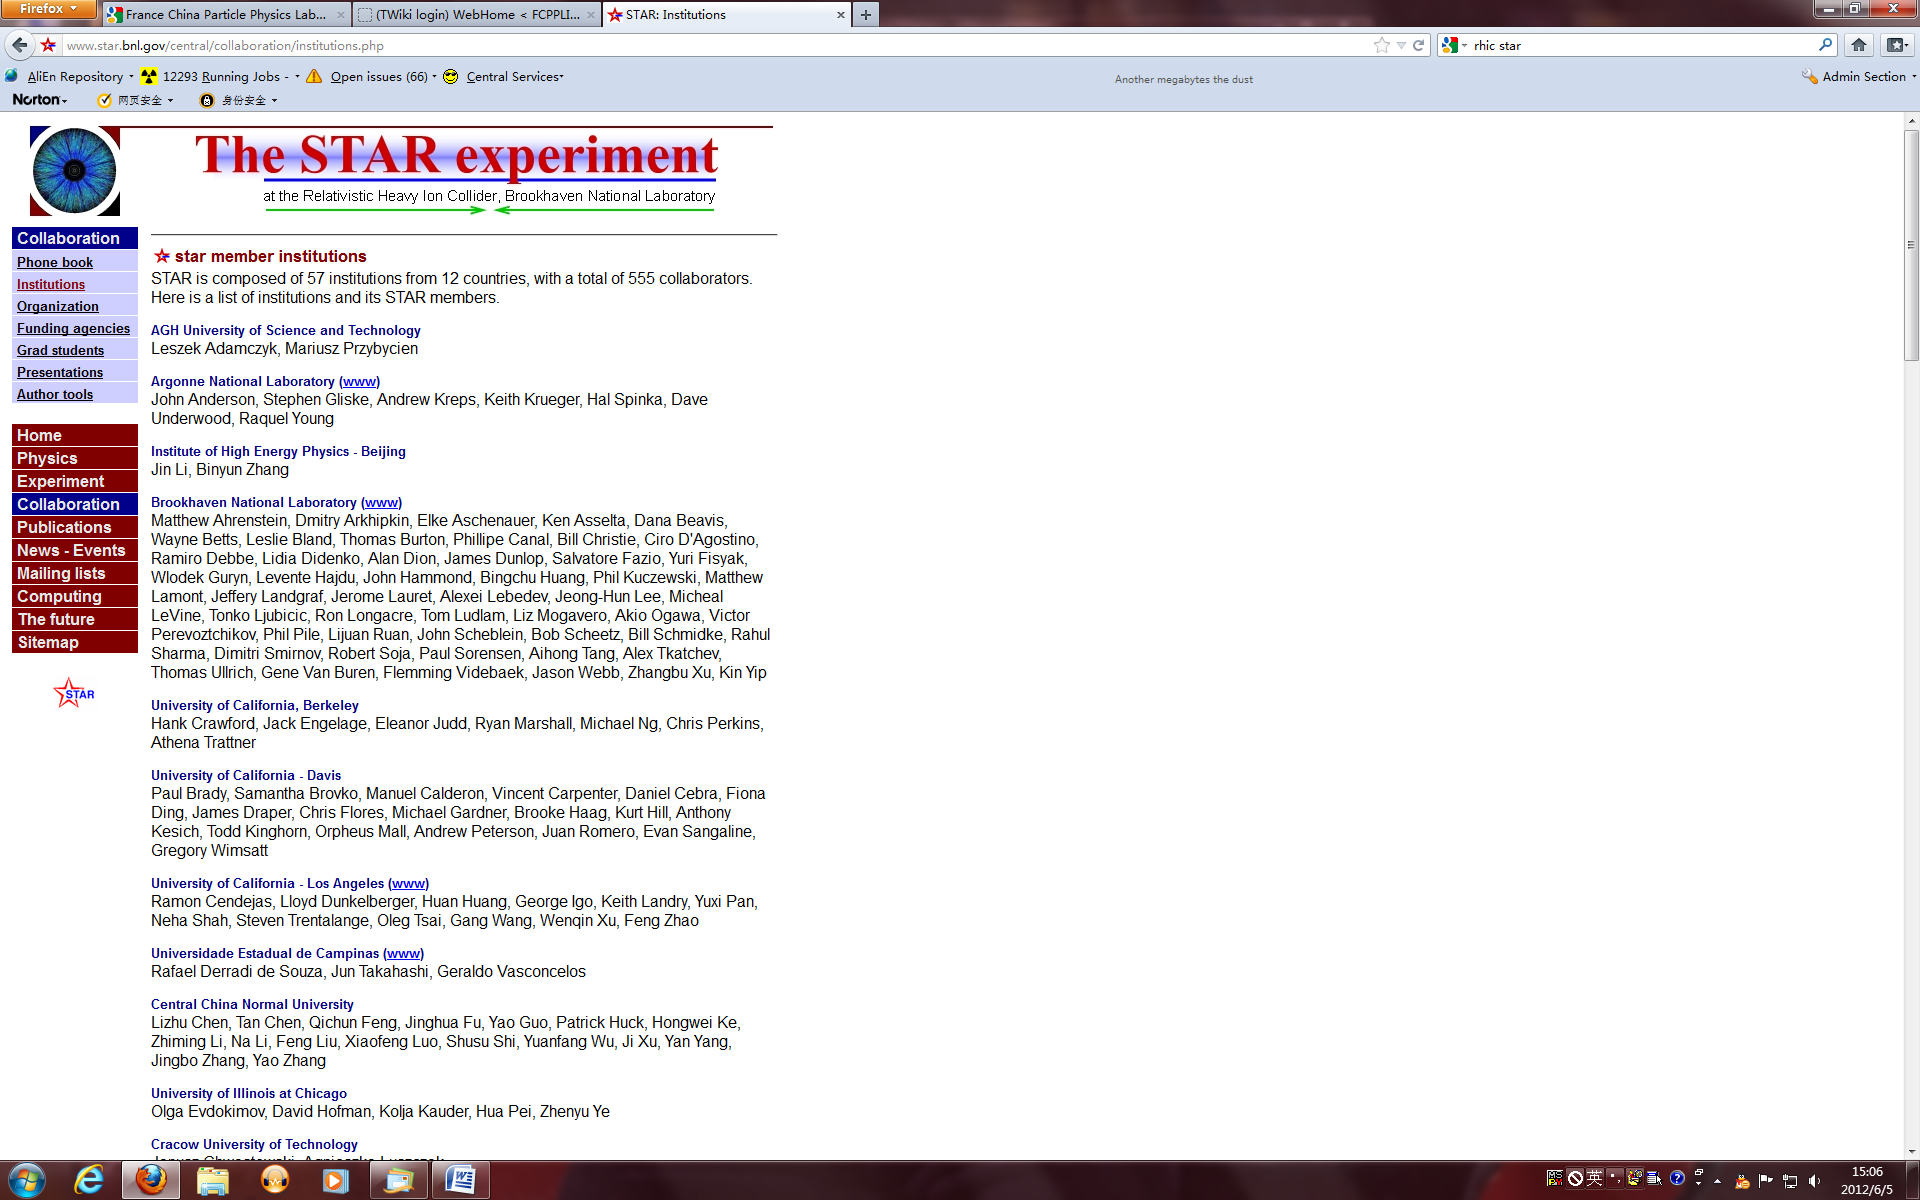 Firefox
France China Particle Physics Lab...
(TWiki login) WebHome < FCPPLI...
STAR: Institutions
www.star.bnl.gov/central/collaboration/institutions.php
rhic star
AliEn Repository
12293 Running Jobs -
Open issues (66)
Central Services
Another megabytes the dust
Admin Section
Norton
网页安全
身份安全
The STAR experiment
at the Relativistic Heavy Ion Collider, Brookhaven National Laboratory
Collaboration
Phone book
Institutions
Organization
Funding agencies
Grad students
Presentations
Author tools
Home
Physics
Experiment
Collaboration
Publications
News - Events
Mailing lists
Computing
The future
Sitemap
STAR
star member institutions
STAR is composed of 57 institutions from 12 countries, with a total of 555 collaborators.
Here is a list of institutions and its STAR members.
AGH University of Science and Technology
Leszek Adamczyk, Mariusz Przybycien
Argonne National Laboratory (www)
John Anderson, Stephen Gliske, Andrew Kreps, Keith Krueger, Hal Spinka, Dave
Underwood, Raquel Young
Institute of High Energy Physics - Beijing
Jin Li, Binyun Zhang
Brookhaven National Laboratory (www)
Matthew Ahrenstein, Dmitry Arkhipkin, Elke Aschenauer, Ken Asselta, Dana Beavis,
Wayne Betts, Leslie Bland, Thomas Burton, Phillipe Canal, Bill Christie, Ciro D'Agostino,
Ramiro Debbe, Lidia Didenko, Alan Dion, James Dunlop, Salvatore Fazio, Yuri Fisyak,
Wlodek Guryn, Levente Hajdu, John Hammond, Bingchu Huang, Phil Kuczewski, Matthew
Lamont, Jeffery Landgraf, Jerome Lauret, Alexei Lebedev, Jeong-Hun Lee, Micheal
LeVine, Tonko Ljubicic, Ron Longacre, Tom Ludlam, Liz Mogavero, Akio Ogawa, Victor
Perevoztchikov, Phil Pile, Lijuan Ruan, John Scheblein, Bob Scheetz, Bill Schmidke, Rahul
Sharma, Dimitri Smirnov, Robert Soja, Paul Sorensen, Aihong Tang, Alex Tkatchev,
Thomas Ullrich, Gene Van Buren, Flemming Videbaek, Jason Webb, Zhangbu Xu, Kin Yip
University of California, Berkeley
Hank Crawford, Jack Engelage, Eleanor Judd, Ryan Marshall, Michael Ng, Chris Perkins,
Athena Trattner
University of California - Davis
Paul Brady, Samantha Brovko, Manuel Calderon, Vincent Carpenter, Daniel Cebra, Fiona
Ding, James Draper, Chris Flores, Michael Gardner, Brooke Haag, Kurt Hill, Anthony
Kesich, Todd Kinghorn, Orpheus Mall, Andrew Peterson, Juan Romero, Evan Sangaline,
Gregory Wimsatt
University of California - Los Angeles (www)
Ramon Cendejas, Lloyd Dunkelberger, Huan Huang, George Igo, Keith Landry, Yuxi Pan,
Neha Shah, Steven Trentalange, Oleg Tsai, Gang Wang, Wenqin Xu, Feng Zhao
Universidade Estadual de Campinas (www)
Rafael Derradi de Souza, Jun Takahashi, Geraldo Vasconcelos
Central China Normal University
Lizhu Chen, Tan Chen, Qichun Feng, Jinghua Fu, Yao Guo, Patrick Huck, Hongwei Ke,
Zhiming Li, Na Li, Feng Liu, Xiaofeng Luo, Shusu Shi, Yuanfang Wu, Ji Xu, Yan Yang,
Jingbo Zhang, Yao Zhang
University of Illinois at Chicago
Olga Evdokimov, David Hofman, Kolja Kauder, Hua Pei, Zhenyu Ye
Cracow University of Technology
英
15:06
2012/6/5